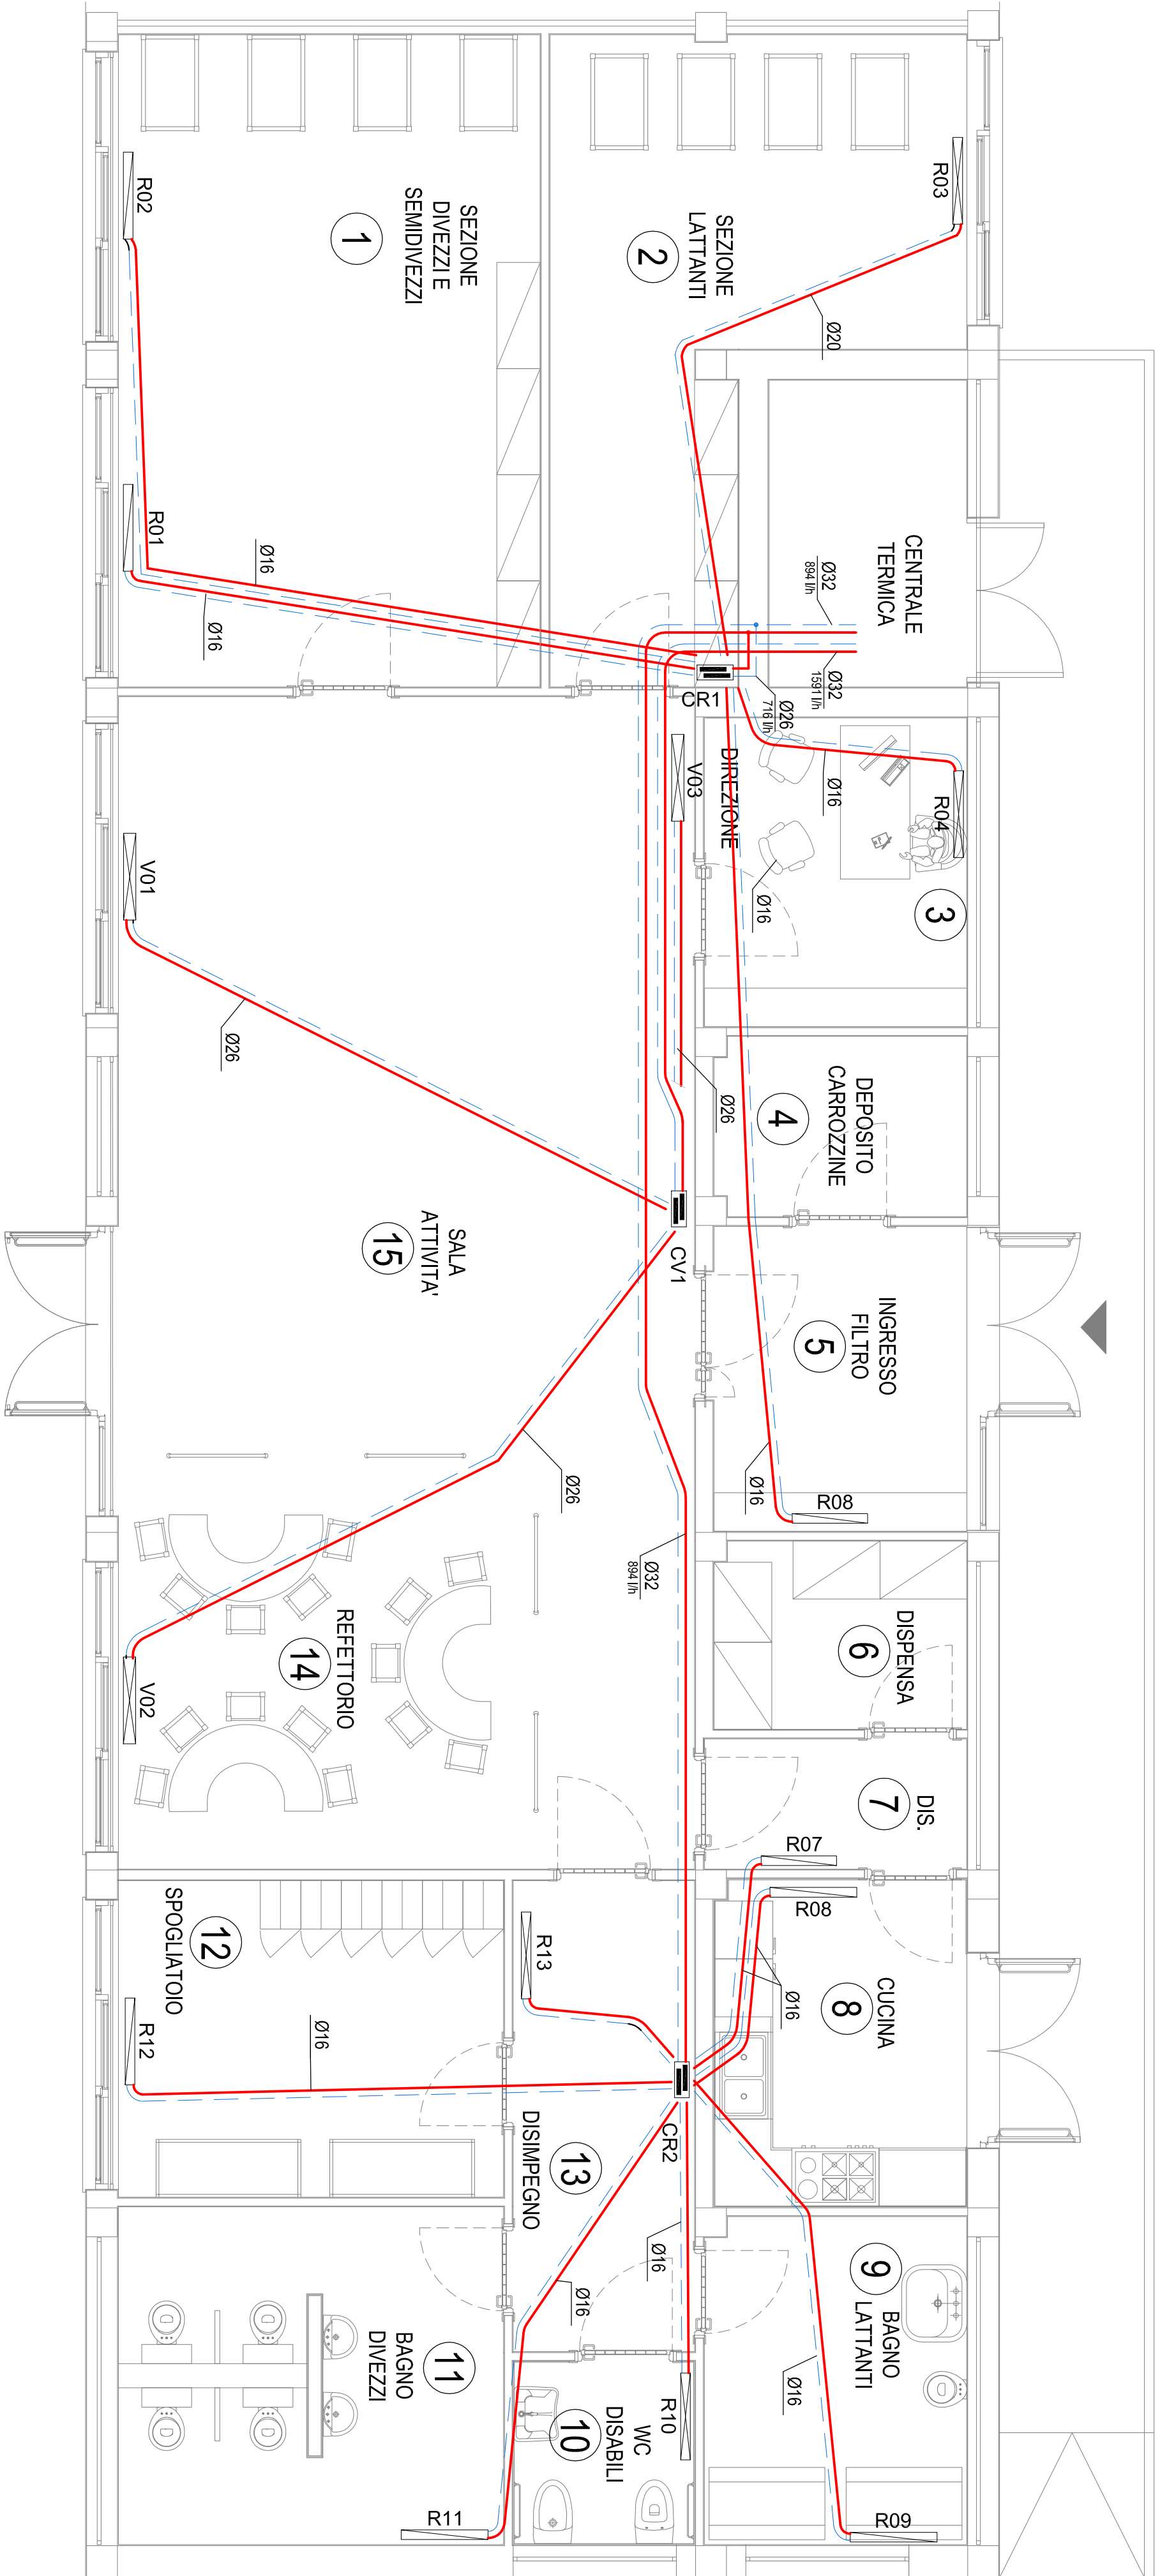 R02
R01
SEZIONE
DIVEZZI E
SEMIDIVEZZI
1
Ø16
Ø16
R03
SEZIONE
LATTANTI
2
Ø20
CENTRALE
TERMICA
Ø32
894 l/h
Ø32
1591 l/h
Ø26
716 l/h
CR1
V03
DIREZIONE
3
R04
Ø16
Ø16
DEPOSITO
CARROZZINE
4
Ø26
V01
Ø26
CV1
SALA
ATTIVITA'
15
INGRESSO
FILTRO
5
Ø16
R08
Ø26
Ø32
894 l/h
DISPENSA
6
REFETTORIO
14
V02
DIS.
7
R07
R08
CUCINA
8
Ø16
SPOGLIATOIO
12
R13
R12
Ø16
CR2
DISIMPEGNO
13
Ø16
Ø16
BAGNO
LATTANTI
9
Ø16
R09
BAGNO
DIVEZZI
11
R10
WC
DISABILI
10
R11